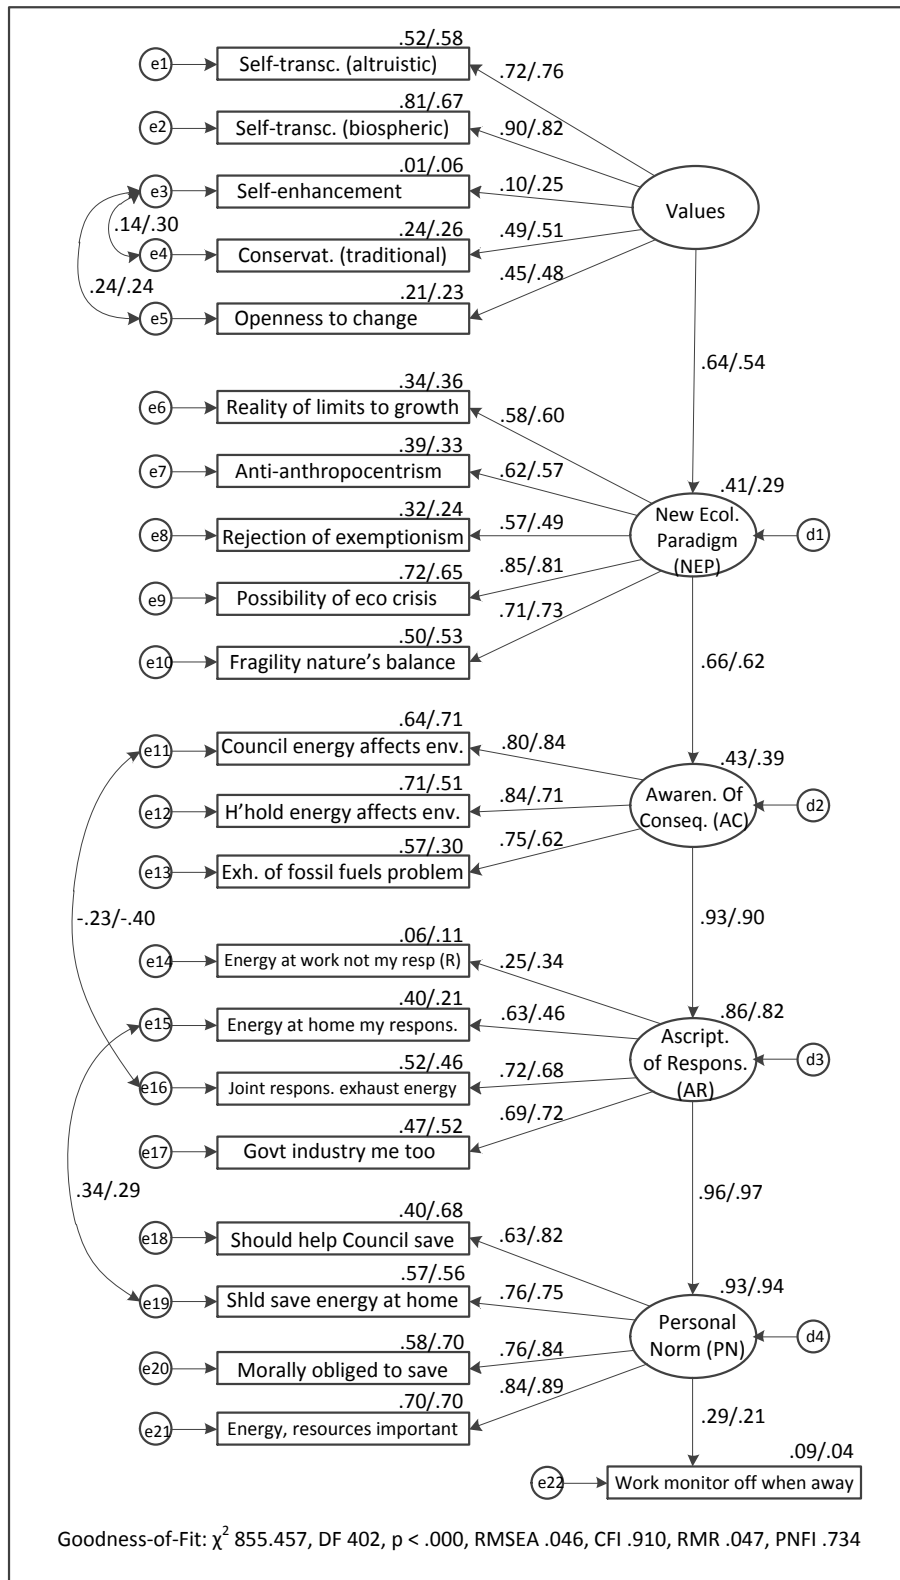 .52/.58
e1
Self-transc. (altruistic)
.72/.76
.81/.67
e2
Self-transc. (biospheric)
.90/.82
.01/.06
e3
Self-enhancement
.10/.25
Values
.14/.30
.24/.26
e4
Conservat. (traditional)
.49/.51
.24/.24
.21/.23
e5
Openness to change
.45/.48
.64/.54
.34/.36
e6
Reality of limits to growth
.58/.60
.39/.33
e7
Anti-anthropocentrism
.62/.57
.41/.29
.32/.24
e8
Rejection of exemptionism
.57/.49
New Ecol.
Paradigm
(NEP)
d1
.72/.65
e9
Possibility of eco crisis
.85/.81
.50/.53
e10
Fragility nature's balance
.71/.73
.66/.62
.64/.71
e11
Council energy affects env.
.80/.84
.43/.39
.71/.51
e12
H'hold energy affects env.
.84/.71
Awaren. Of
Conseq. (AC)
d2
.57/.30
e13
Exh. of fossil fuels problem
.75/.62
-.23/-.40
.93/.90
.06/.11
e14
Energy at work not my resp (R)
.25/.34
.40/.21
e15
Energy at home my respons.
.63/.46
.86/.82
Ascript.
of Respons.
(AR)
d3
.52/.46
e16
Joint respons. exhaust energy
.72/.68
.47/.52
e17
Govt industry me too
.69/.72
.34/.29
.96/.97
.40/.68
e18
Should help Council save
.63/.82
.57/.56
e19
Shld save energy at home
.76/.75
.93/.94
Personal
Norm (PN)
d4
.58/.70
e20
Morally obliged to save
.76/.84
.70/.70
e21
Energy, resources important
.84/.89
.29/.21
.09/.04
e22
Work monitor off when away
Goodness-of-Fit: χ² 855.457, DF 402, p < .000, RMSEA .046, CFI .910, RMR .047, PNFI .734